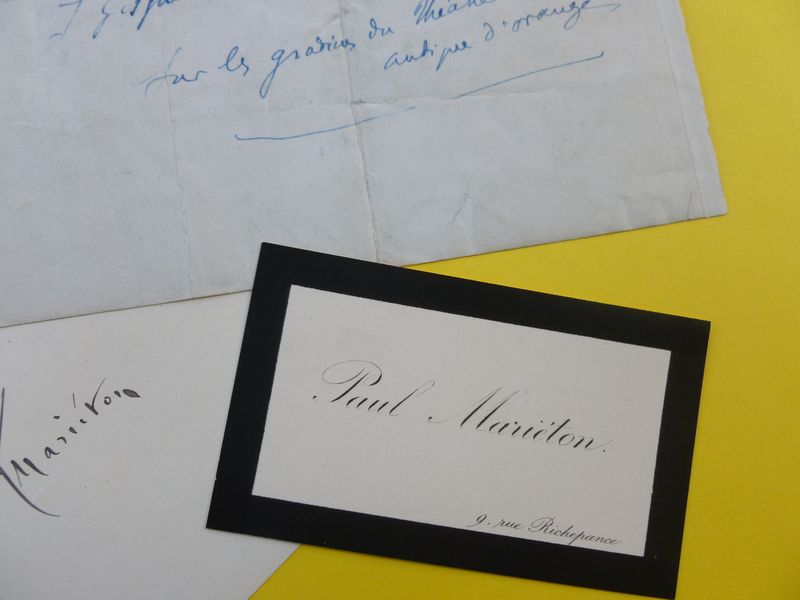 sur les gradins du Théâtre
antique d'orange
Mariéton
Paul Mariéton.
9. rue Richepance